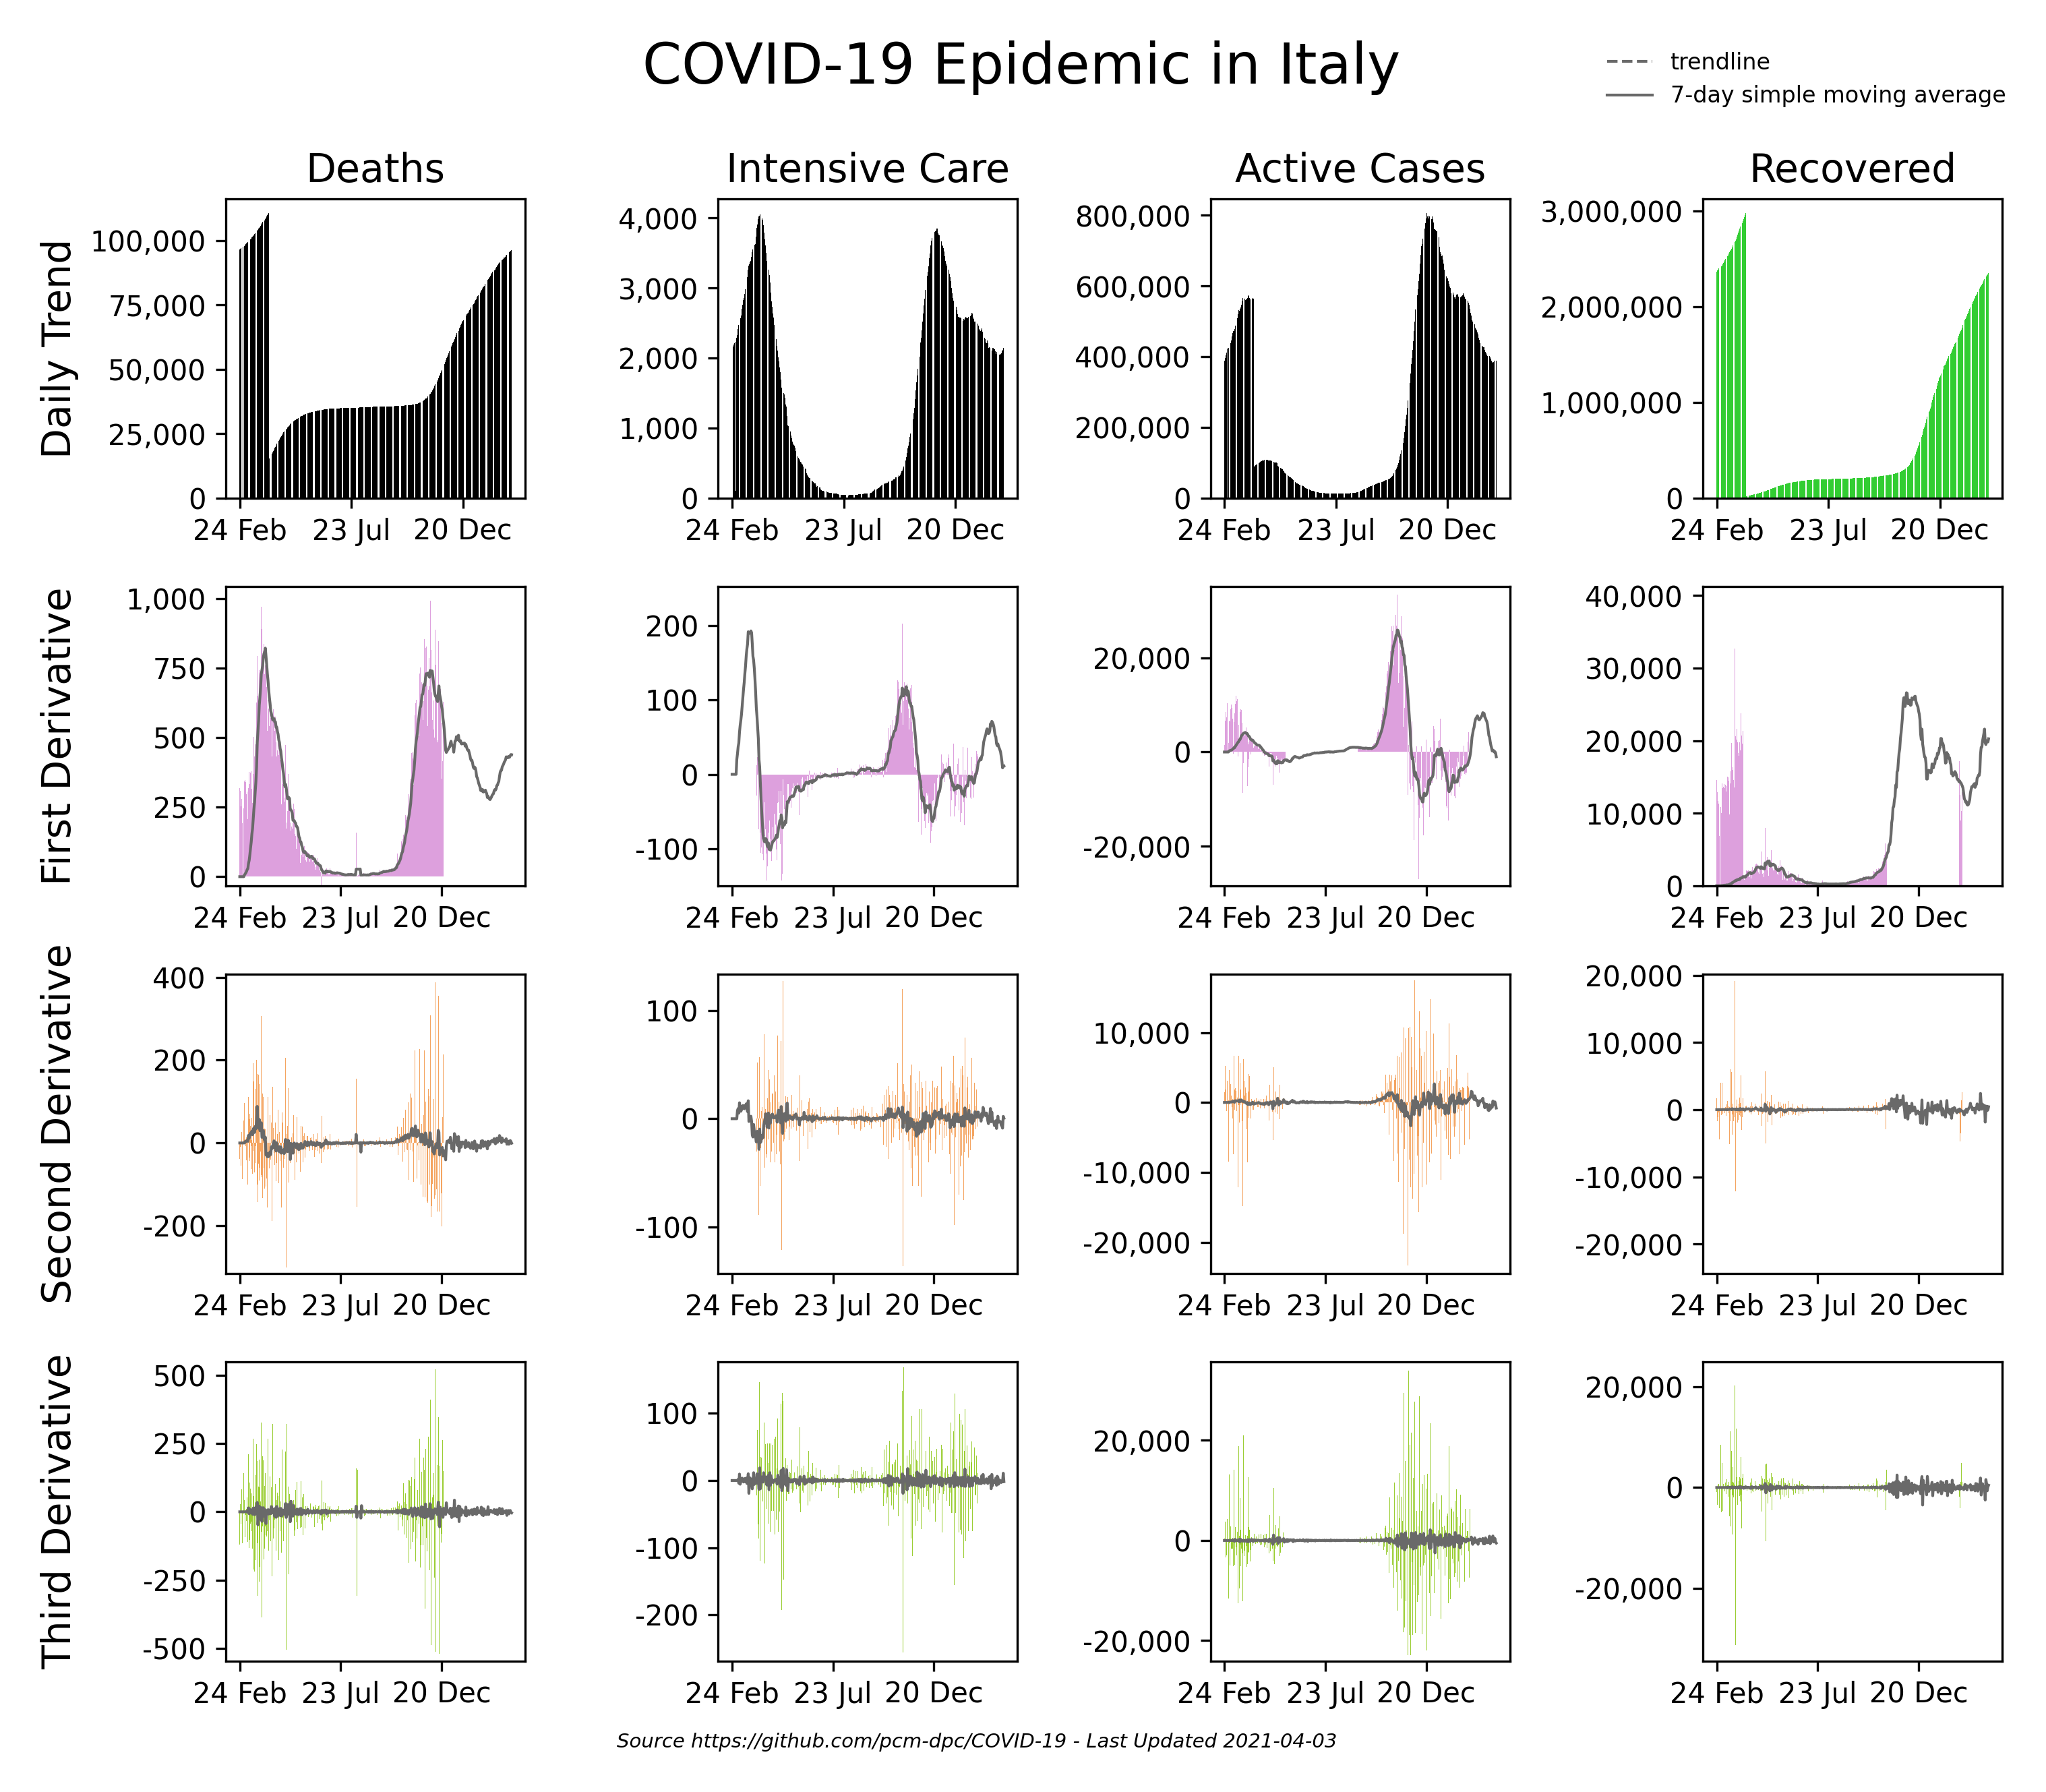 COVID-19 Epidemic in Italy
trendline
7-day simple moving average
Deaths
Intensive Care
Active Cases
Recovered
Daily Trend
100,000
75,000
50,000
25,000
0
24 Feb
23 Jul
20 Dec
4,000
3,000
2,000
1,000
0
24 Feb
23 Jul
20 Dec
800,000
600,000
400,000
200,000
0
24 Feb
23 Jul
20 Dec
3,000,000
2,000,000
1,000,000
0
24 Feb
23 Jul
20 Dec
First Derivative
1,000
750
500
250
0
24 Feb
23 Jul
20 Dec
200
100
0
-100
24 Feb
23 Jul
20 Dec
20,000
0
-20,000
24 Feb
23 Jul
20 Dec
40,000
30,000
20,000
10,000
0
24 Feb
23 Jul
20 Dec
Second Derivative
400
200
0
-200
24 Feb
23 Jul
20 Dec
100
0
-100
24 Feb
23 Jul
20 Dec
10,000
0
-10,000
-20,000
24 Feb
23 Jul
20 Dec
20,000
10,000
0
-10,000
-20,000
24 Feb
23 Jul
20 Dec
Third Derivative
500
250
0
-250
-500
24 Feb
23 Jul
20 Dec
100
0
-100
-200
24 Feb
23 Jul
20 Dec
20,000
0
-20,000
24 Feb
23 Jul
20 Dec
20,000
0
-20,000
24 Feb
23 Jul
20 Dec
Source https://github.com/pcm-dpc/COVID-19 - Last Updated 2021-04-03